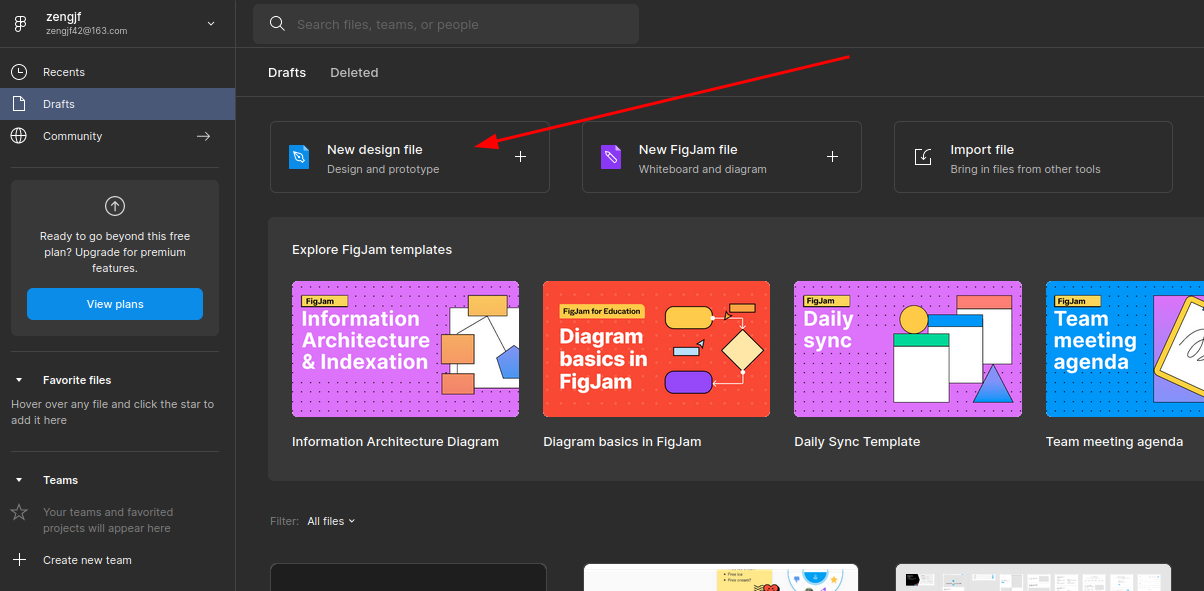 zengjf
zengjf42@163.com
Search files, teams, or people
Recents
Drafts
Community
Ready to go beyond this free
plan? Upgrade for premium
features.
View plans
Favorite files
Hover over any file and click the star to
add it here
Teams
Your teams and favorited
projects will appear here
Create new team
Drafts
Deleted
New design file
Design and prototype
New FigJam file
Whiteboard and diagram
Import file
Bring in files from other tools
Explore FigJam templates
FigJam
Information
Architecture
& Indexation
Information Architecture Diagram
FigJam for Education
Diagram
basics in
FigJam
Diagram basics in FigJam
FigJam
Daily
sync
Daily Sync Template
FigJam
Team
meeting
agenda
Team meeting agenda
Filter: All files